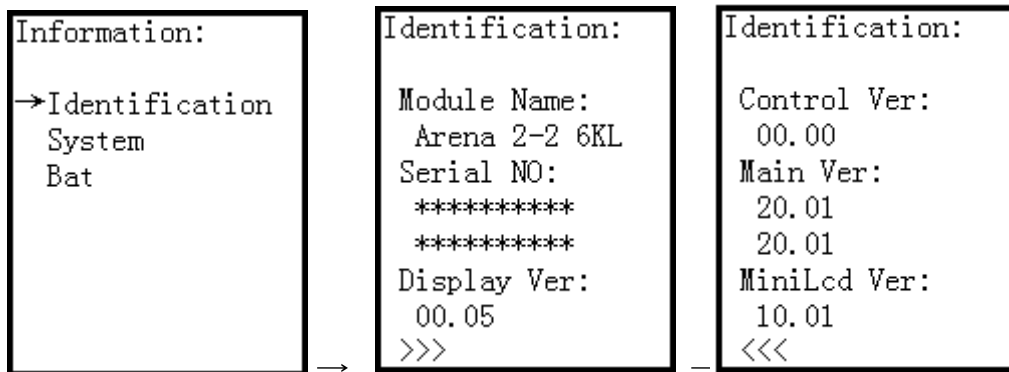 Information:
→Identification
System
Bat
→
Identification:
Module Name:
Arena 2-2 6KL
Serial NO:
**********
**********
Display Ver:
00.05
>>>
–
Identification:
Control Ver:
00.00
Main Ver:
20.01
20.01
MiniLcd Ver:
10.01
<<<